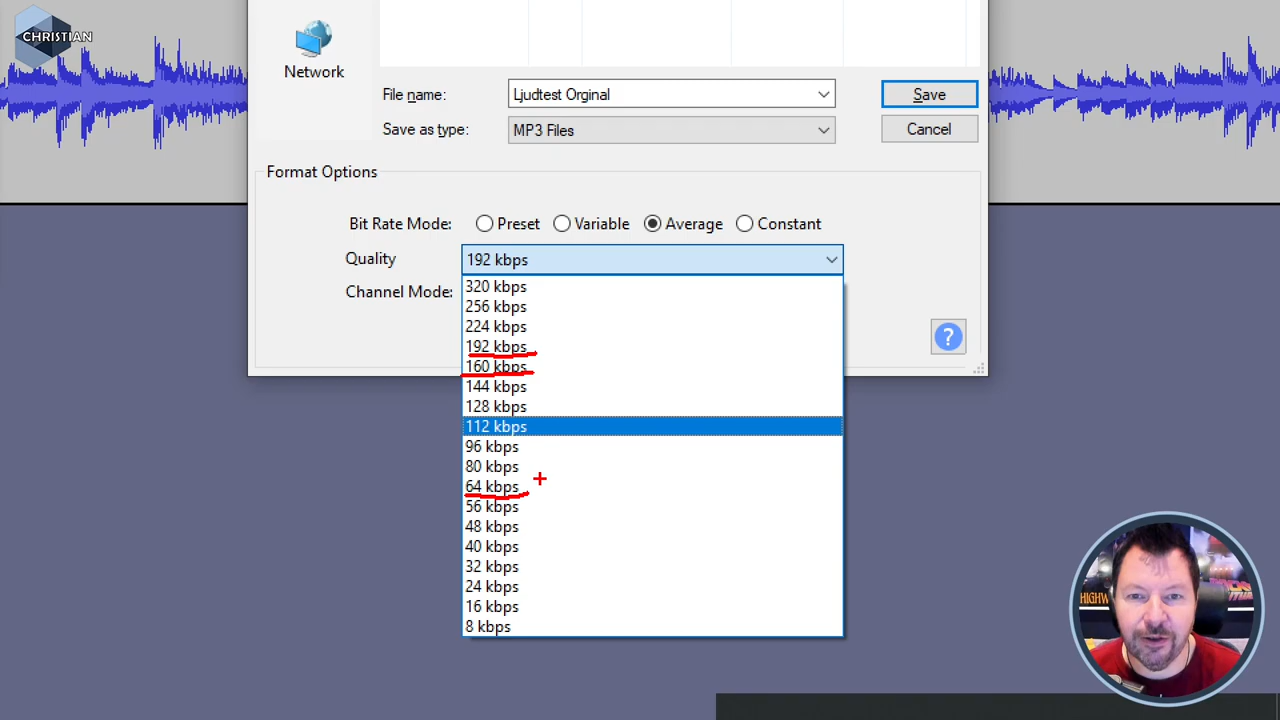 CHRISTIAN
Network
File name:
Ljudtest Orginal
Save
Save as type:
MP3 Files
Cancel
Format Options
Bit Rate Mode:
Preset
Variable
Average
Constant
Quality
192 kbps
Channel Mode:
320 kbps
256 kbps
224 kbps
192 kbps
160 kbps
144 kbps
128 kbps
112 kbps
96 kbps
80 kbps
64 kbps
56 kbps
48 kbps
40 kbps
32 kbps
24 kbps
16 kbps
8 kbps
?